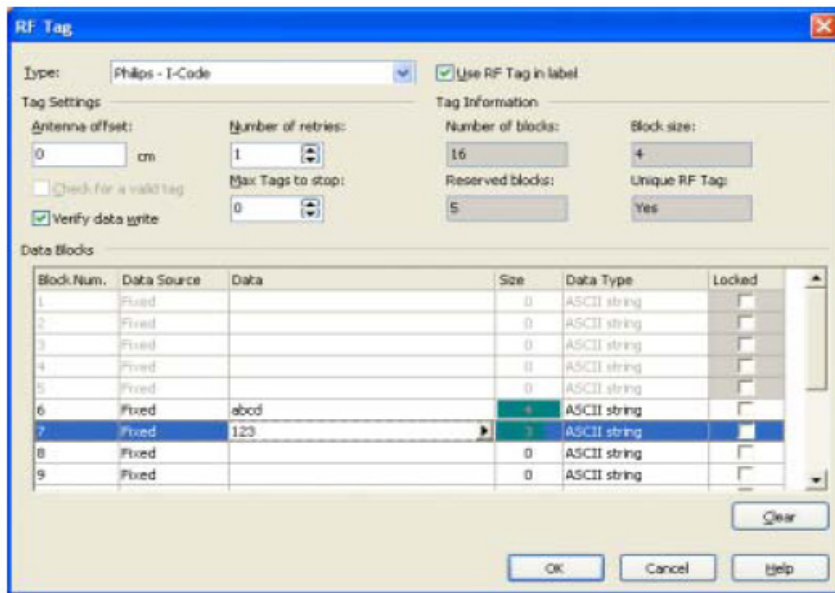 RF Tag
Type: Philips - I-Code Use RF Tag in label
Tag Settings Tag Information
Antenna offset: Number of retries: Number of blocks: Block size:
0 cm 1 16 4
Check for a valid tag Max Tags to stop: Reserved blocks: Unique RF Tag:
Verify data write 0 5 Yes
Data Blocks
Block Num. Data Source Data Size Data Type Locked
1 Fixed 0 ASCII string
2 Fixed 0 ASCII string
3 Fixed 0 ASCII string
4 Fixed 0 ASCII string
5 Fixed 0 ASCII string
6 Fixed abcd 4 ASCII string
7 Fixed 123 3 ASCII string
8 Fixed 0 ASCII string
9 Fixed 0 ASCII string
Clear
OK Cancel Help